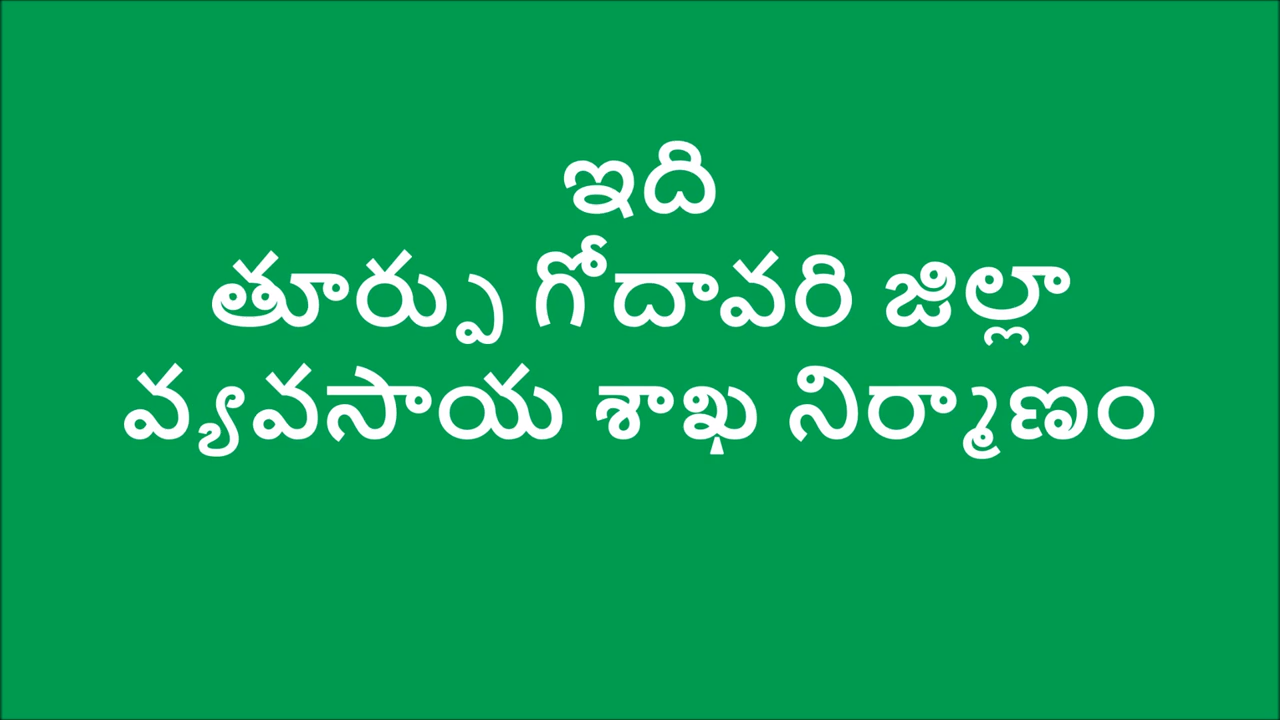 ఇది
తూర్పు గోదావరి జిల్లా
వ్యవసాయ శాఖ నిర్మాణం